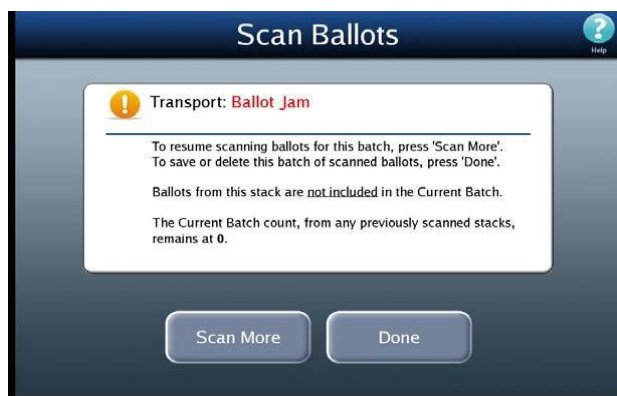 Scan Ballots
Help
!
Transport: Ballot Jam
To resume scanning ballots for this batch, press 'Scan More'.
To save or delete this batch of scanned ballots, press 'Done'.
Ballots from this stack are not included in the Current Batch.
The Current Batch count, from any previously scanned stacks,
remains at 0.
Scan More
Done